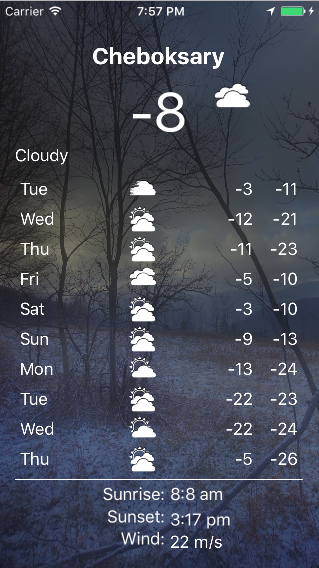 Carrier 7:57 PM
Cheboksary
-8
Cloudy
Tue -3 -11
Wed -12 -21
Thu -11 -23
Fri -5 -10
Sat -3 -10
Sun -9 -13
Mon -13 -24
Tue -22 -23
Wed -22 -24
Thu -5 -26
Sunrise: 8:8 am
Sunset: 3:17 pm
Wind: 22 m/s